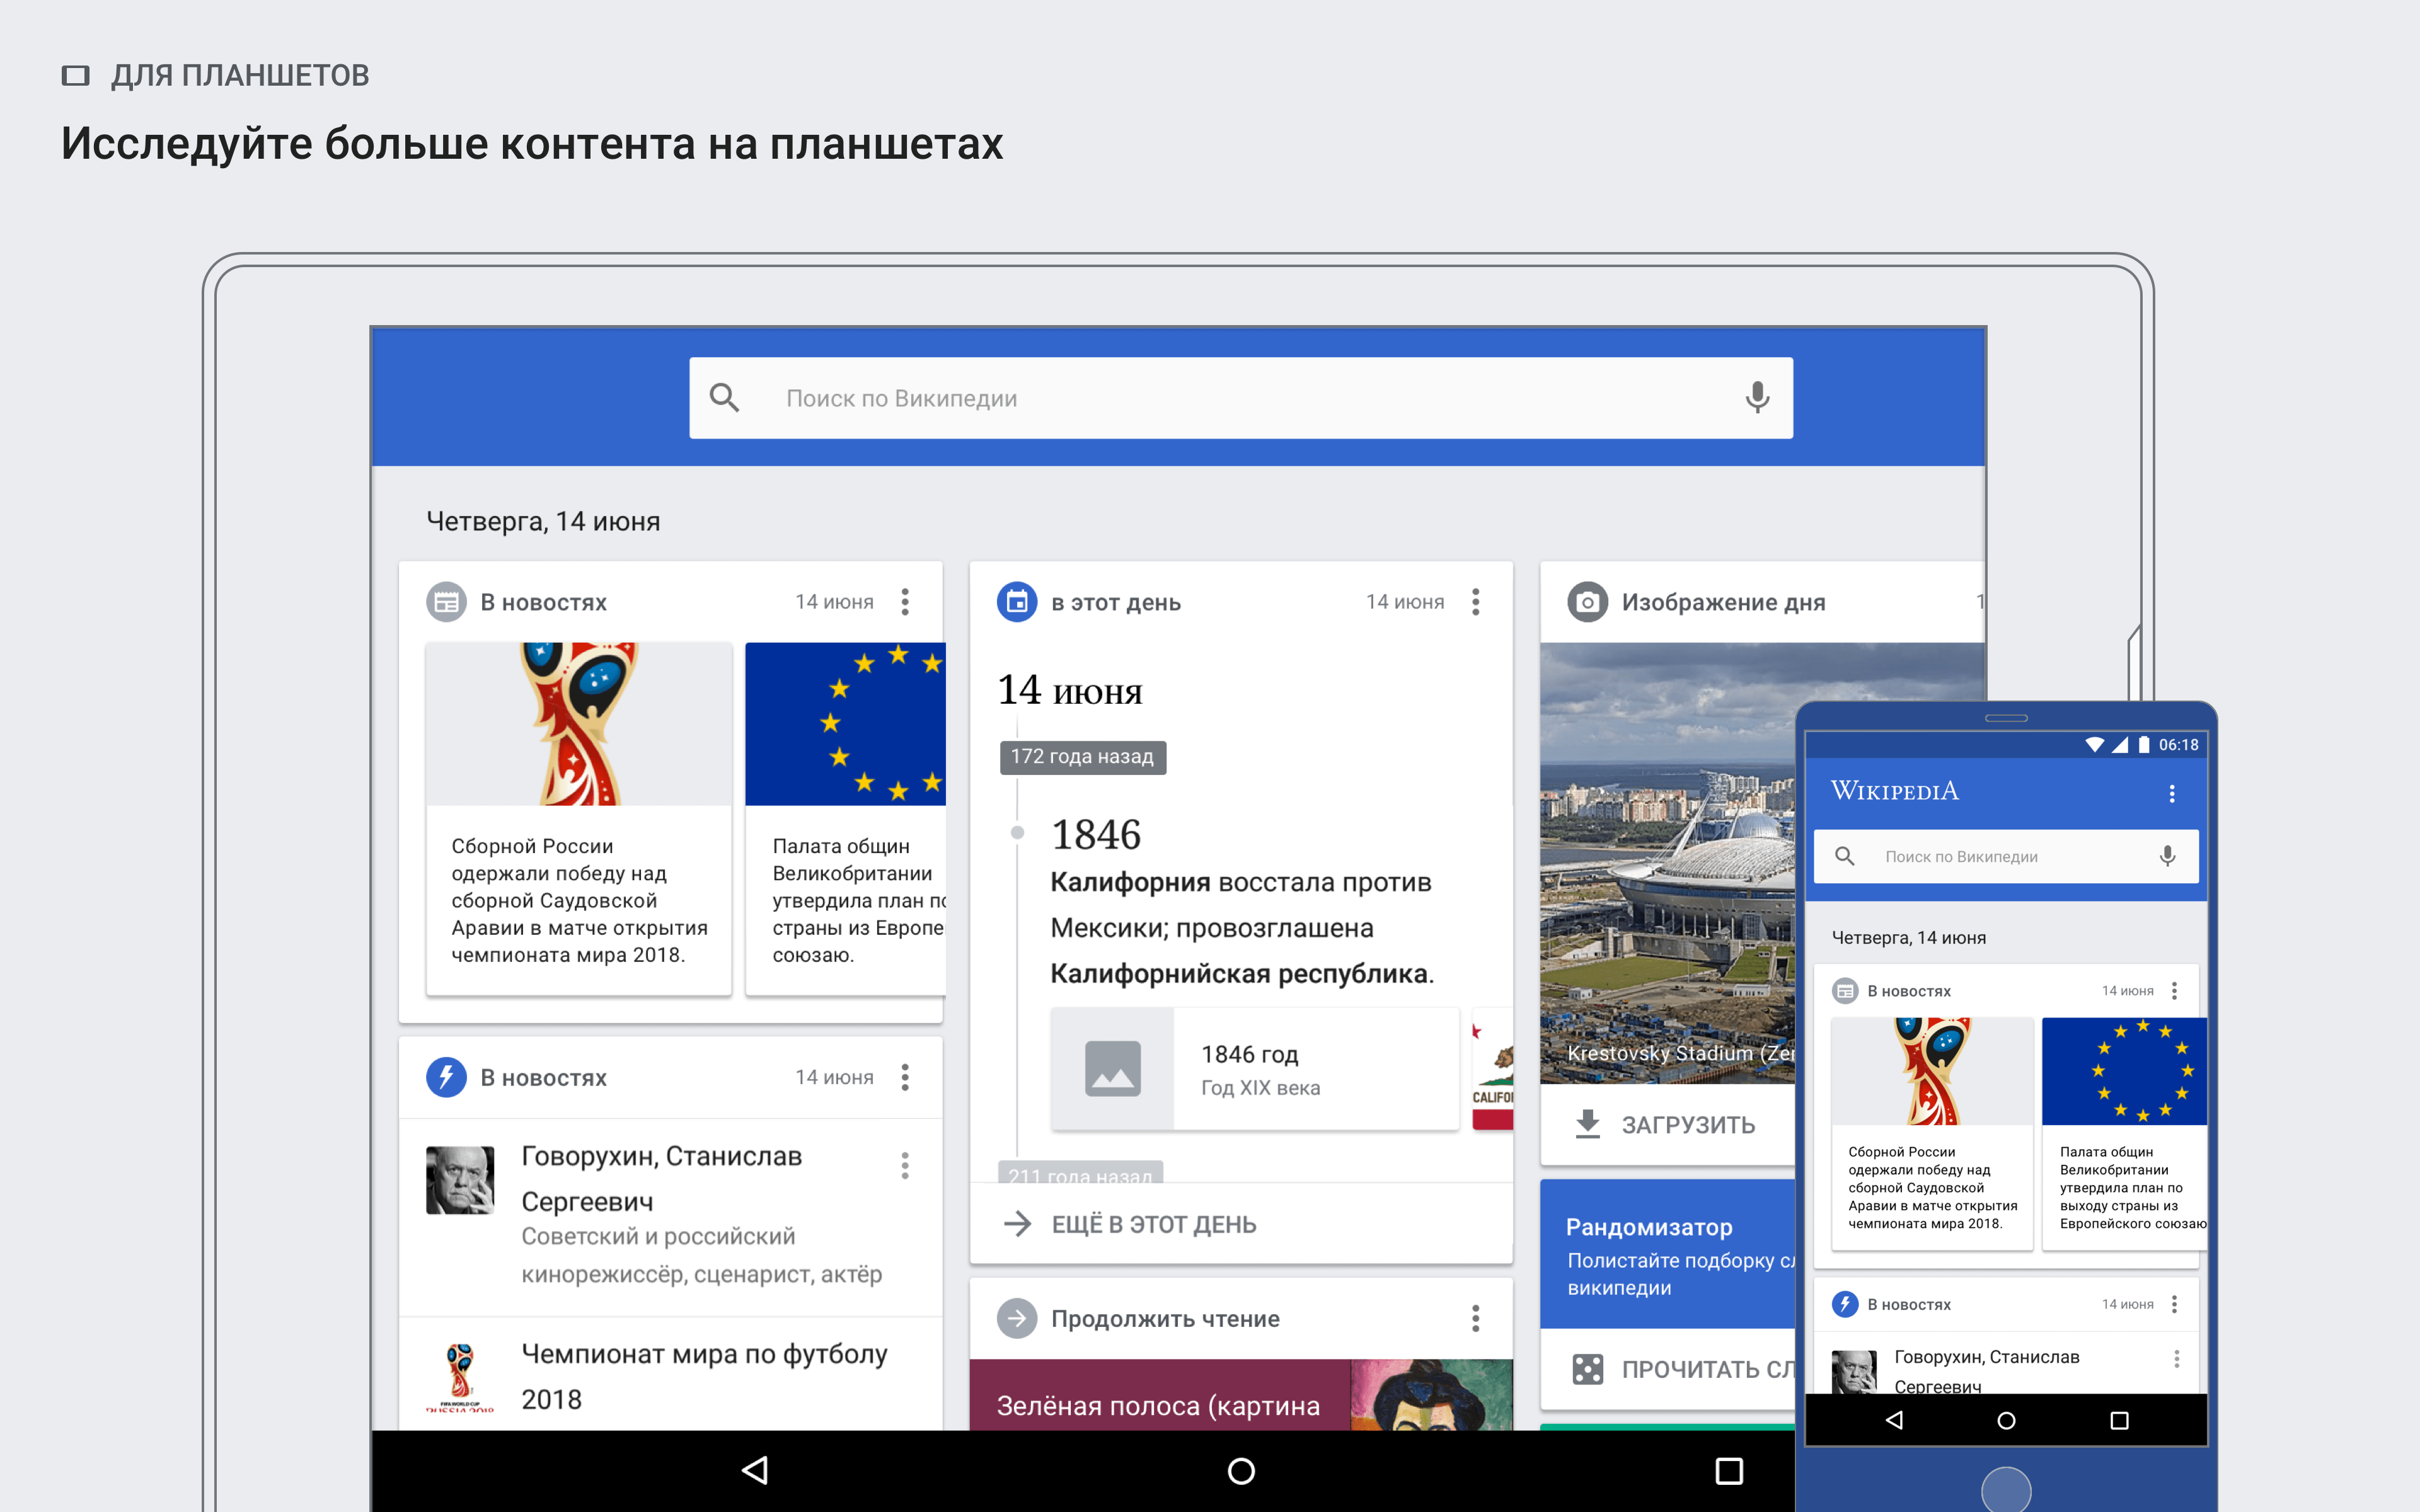 ДЛЯ ПЛАНШЕТОВ
Исследуйте больше контента на планшетах
Поиск по Википедии
Четверга, 14 июня
В новостях
14 июня
Сборной России
одержали победу над
сборной Саудовской
Аравии в матче открытия
чемпионата мира 2018.
Палата общин
Великобритании
утвердила план
страны из
союзаю.
В новостях
14 июня
Говорухин, Станислав
Сергеевич
Советский и российский
кинорежиссёр, сценарист, актёр
Чемпионат мира по футболу
2018
в этот день
14 июня
14 июня
172 года назад
1846
Калифорния восстала против
Мексики; провозглашена
Калифорнийская республика.
1846 год
Год XIX века
211 года назад
ЕЩЁ В ЭТОТ ДЕНЬ
Продолжить чтение
Зелёная полоса (картина
Изображение дня
Krestovsky Stadium
ЗАГРУЗИТЬ
Рандомизатор
Полистайте подборку
википедии
ПРОЧИТАТЬ
06:18
WIKIPEDIA
Поиск по Википедии
Четверга, 14 июня
В новостях
14 июня
Сборной России
одержали победу над
сборной Саудовской
Аравии в матче открытия
чемпионата мира 2018.
Палата общин
Великобритании
утвердила план по
выходу страны из
Европейского союзаю
В новостях
14 июня
Говорухин, Станислав
Сергеевич